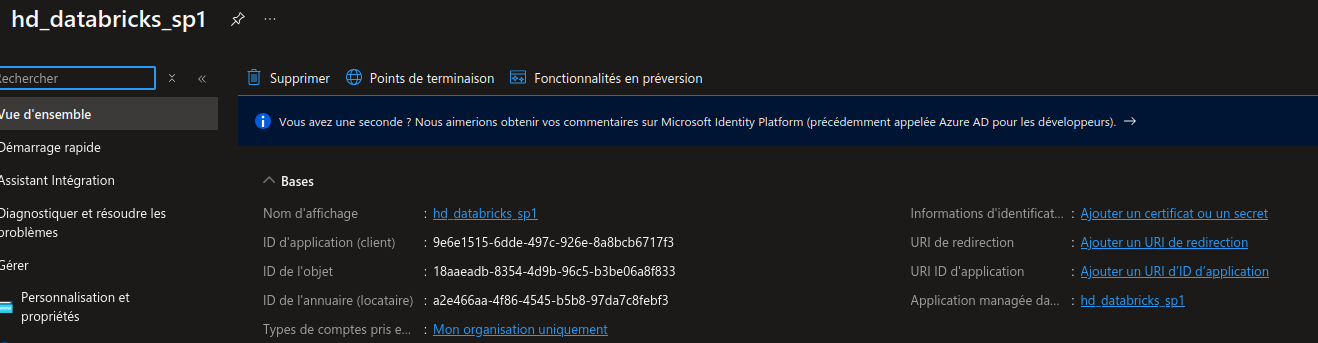 hd_databricks_sp1
Rechercher
Supprimer
Points de terminaison
Fonctionnalités en préversion
Vue d'ensemble
Vous avez une seconde ? Nous aimerions obtenir vos commentaires sur Microsoft Identity Platform (précédemment appelée Azure AD pour les développeurs). →
Démarrage rapide
Assistant Intégration
Diagnostiquer et résoudre les
problèmes
Gérer
Personnalisation et
propriétés
Bases
Nom d'affichage : hd_databricks_sp1
ID d'application (client) : 9e6e1515-6dde-497c-926e-8a8bcb6717f3
ID de l'objet : 18aaeadb-8354-4d9b-96c5-b3be06a8f833
ID de l'annuaire (locataire) : a2e466aa-4f86-4545-b5b8-97da7c8febf3
Types de comptes pris e... : Mon organisation uniquement
Informations d'identificat... : Ajouter un certificat ou un secret
URI de redirection : Ajouter un URI de redirection
URI ID d'application : Ajouter un URI d'ID d'application
Application managée da... : hd_databricks_sp1